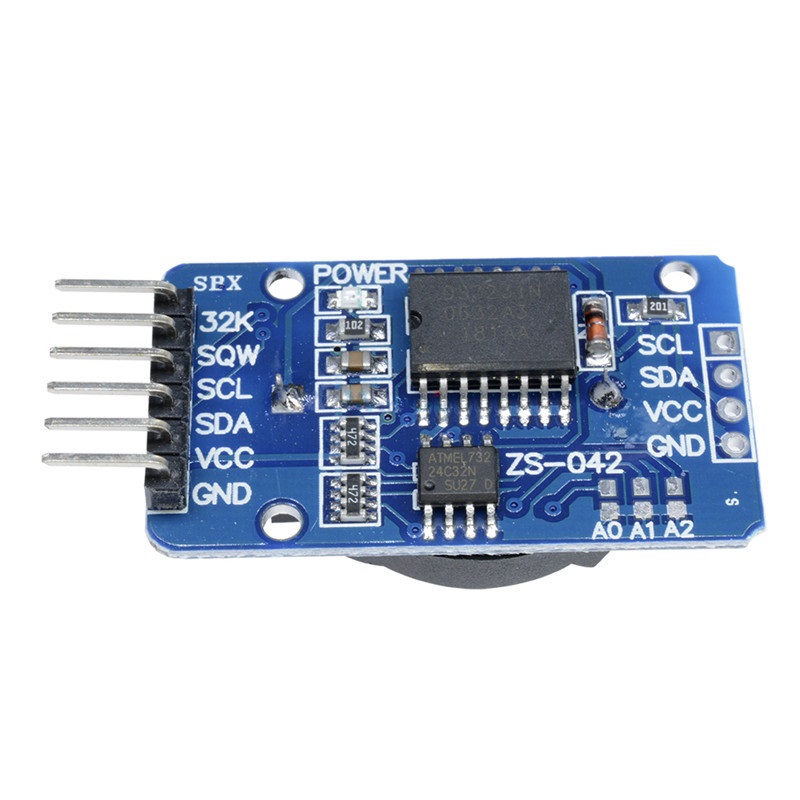 SPX
POWER
32K
SQW
SCL
SDA
VCC
GND
102
472
472
ATMEL732
24C32N
SU27 D
ZS-042
201
SCL
SDA
VCC
GND
A0 A1 A2
S.